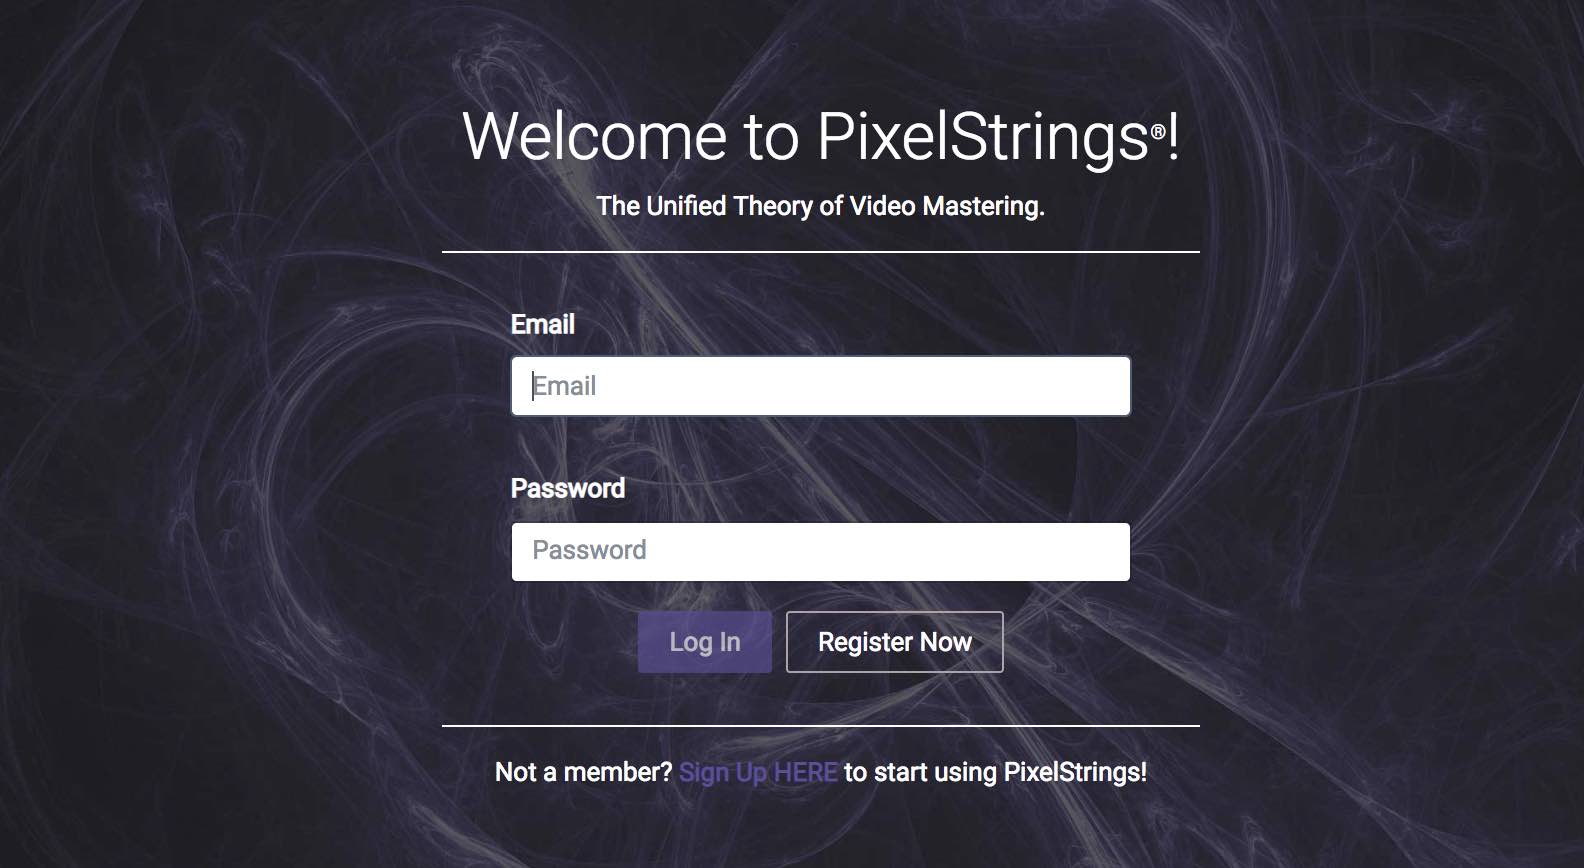 Welcome to PixelStrings®!
The Unified Theory of Video Mastering.
Email
Email
Password
Password
Log In
Register Now
Not a member? Sign Up HERE to start using PixelStrings!